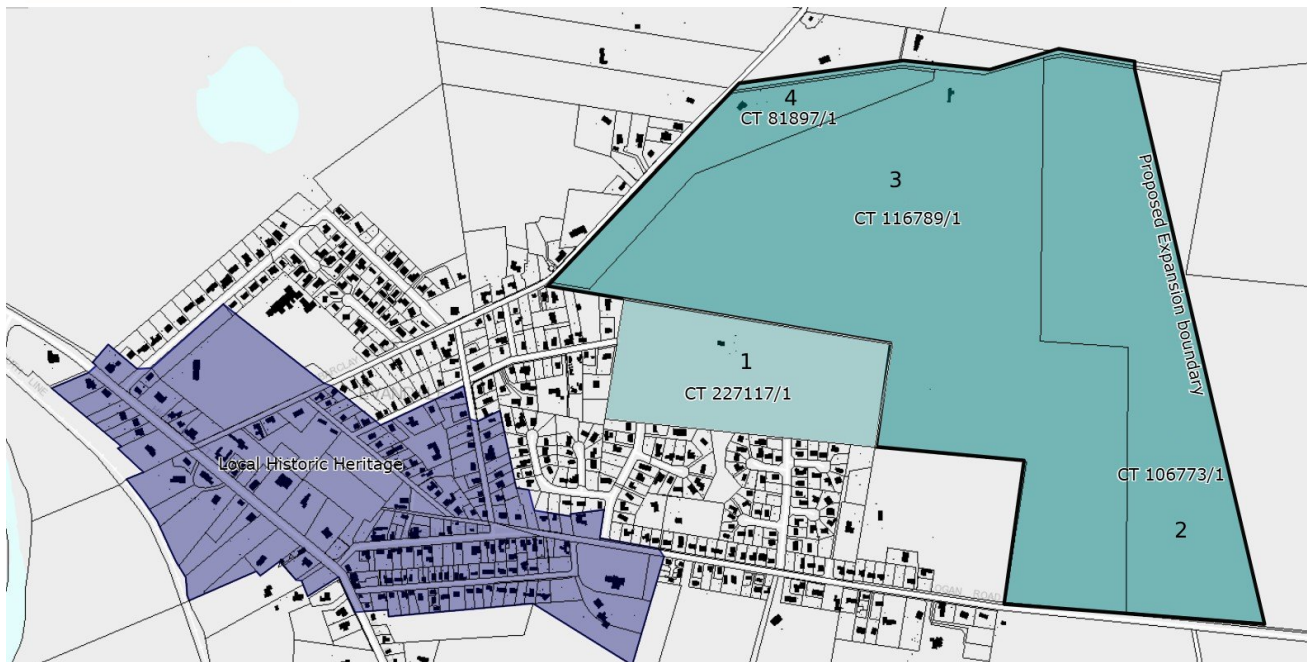 4
CT 81897/1
3
CT 116789/1
Proposed Expansion boundary
1
CT 227117/1
Local Historic Heritage
CT 106773/1
2